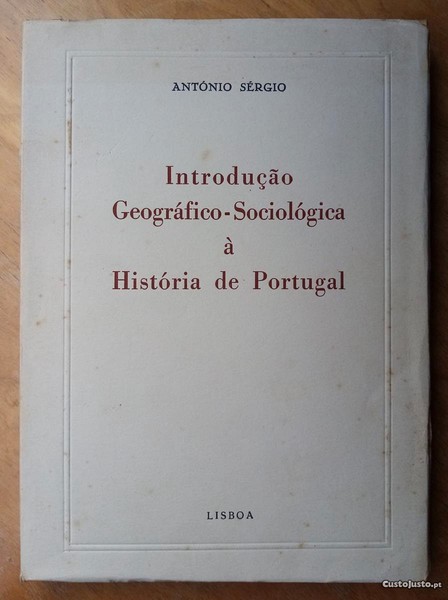 ANTÓNIO SÉRGIO
Introdução
Geográfico-Sociológica
à
História de Portugal
LISBOA
CustoJusto.pt